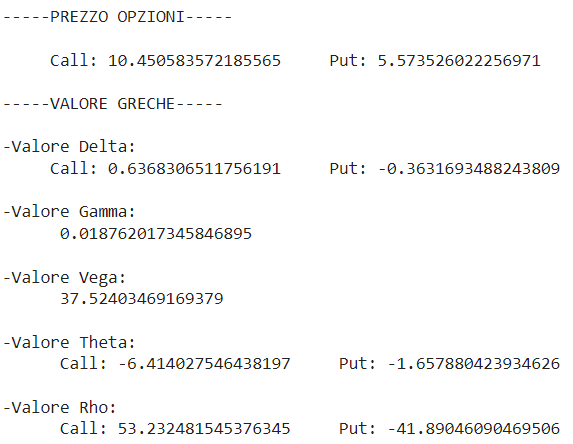 -----PREZZO OPZIONI-----
Call: 10.450583572185565     Put: 5.573526022256971
-----VALORE GRECHE-----
-Valore Delta:
Call: 0.6368306511756191     Put: -0.3631693488243809
-Valore Gamma:
0.018762017345846895
-Valore Vega:
37.52403469169379
-Valore Theta:
Call: -6.414027546438197     Put: -1.657880423934626
-Valore Rho:
Call: 53.232481545376345     Put: -41.89046090469506